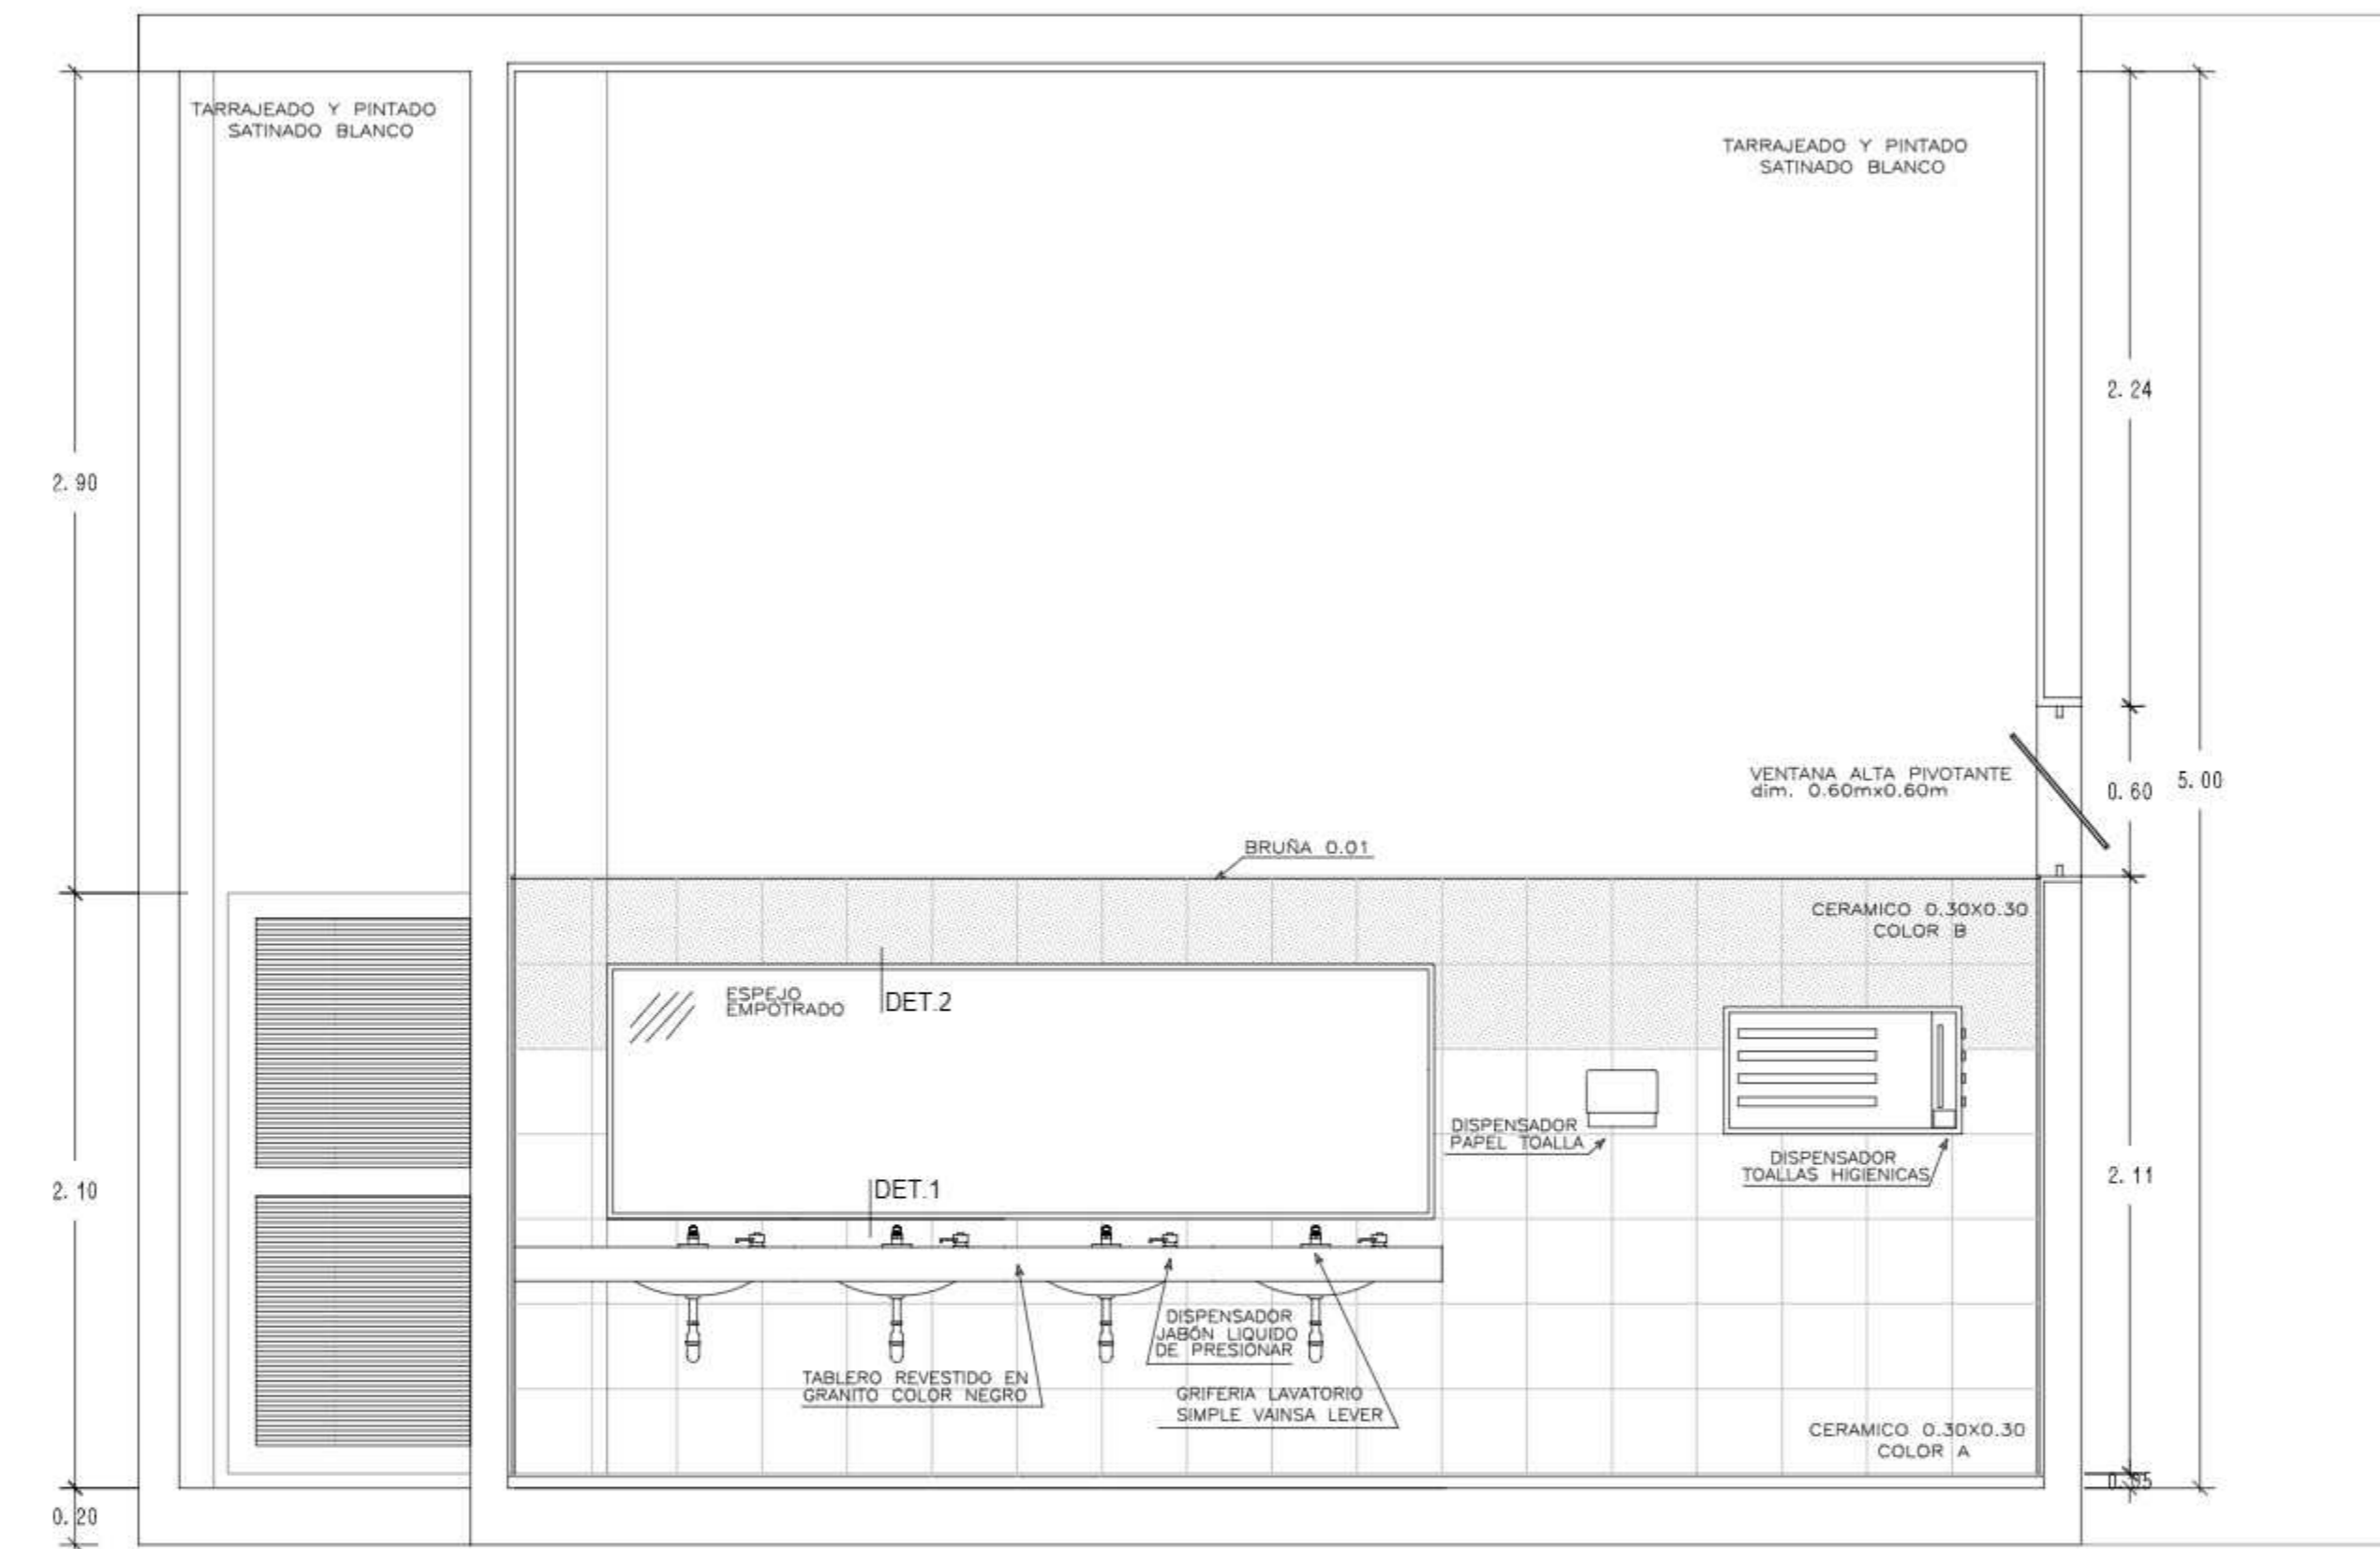 TARRAJEADO Y PINTADO
SATINADO BLANCO
TARRAJEADO Y PINTADO
SATINADO BLANCO
2.24
2.90
VENTANA ALTA PIVOTANTE
dim. 0.60mx0.60m
0.60
5.00
BRUÑA 0.01
CERAMICO 0.30X0.30
COLOR B
ESPEJO
EMPOTRADO
DET.2
DISPENSADOR
PAPEL TOALLA
DISPENSADOR
TOALLAS HIGIENICAS
2.11
2.10
DET.1
DISPENSADOR
JABÓN LIQUIDO
DE PRESIONAR
TABLERO REVESTIDO EN
GRANITO COLOR NEGRO
GRIFERIA LAVATORIO
SIMPLE VAINSA LEVER
CERAMICO 0.30X0.30
COLOR A
0.05
0.20